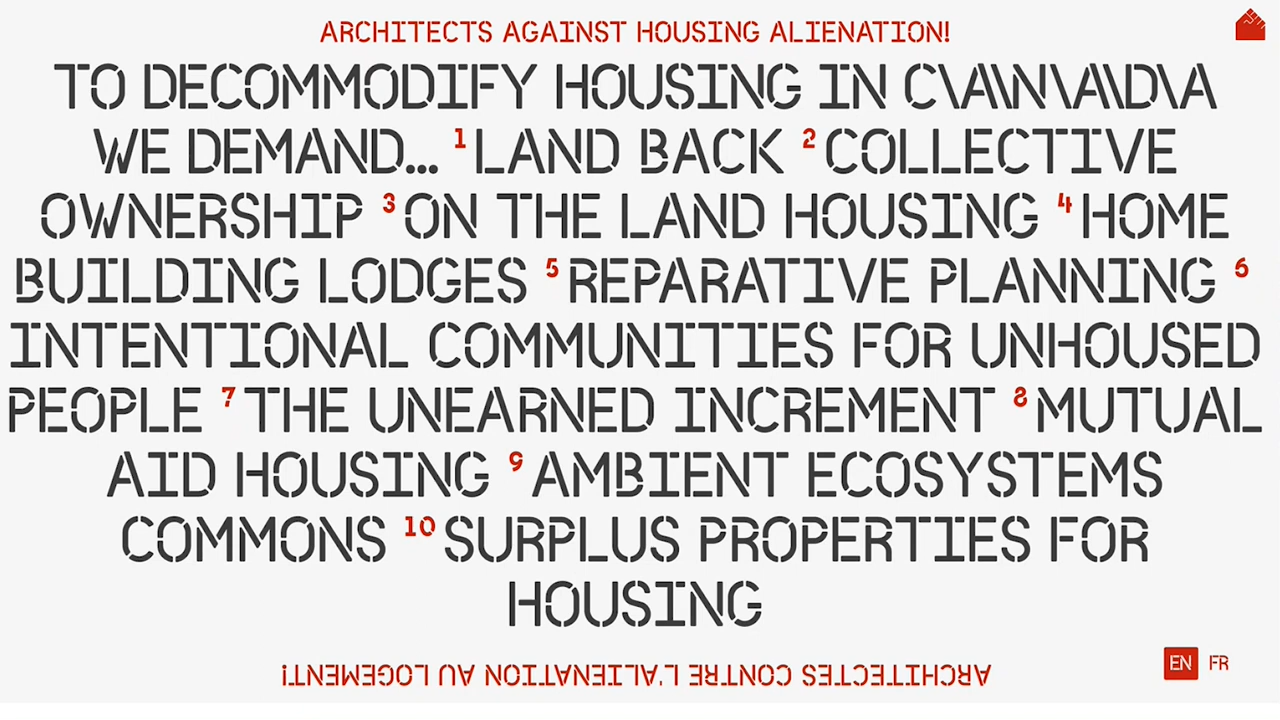 ARCHITECTS AGAINST HOUSING ALIENATION!
TO DECOMMODIFY HOUSING IN C\A\N\A\D\A
WE DEMAND... 1 LAND BACK 2 COLLECTIVE
OWNERSHIP 3 ON THE LAND HOUSING 4 HOME
BUILDING LODGES 5 REPARATIVE PLANNING 6
INTENTIONAL COMMUNITIES FOR UNHOUSED
PEOPLE 7 THE UNEARNED INCREMENT 8 MUTUAL
AID HOUSING 9 AMBIENT ECOSYSTEMS
COMMONS 10 SURPLUS PROPERTIES FOR
HOUSING
EN FR
ARCHITECTES CONTRE L'ALIENATION AU LOGEMENT!